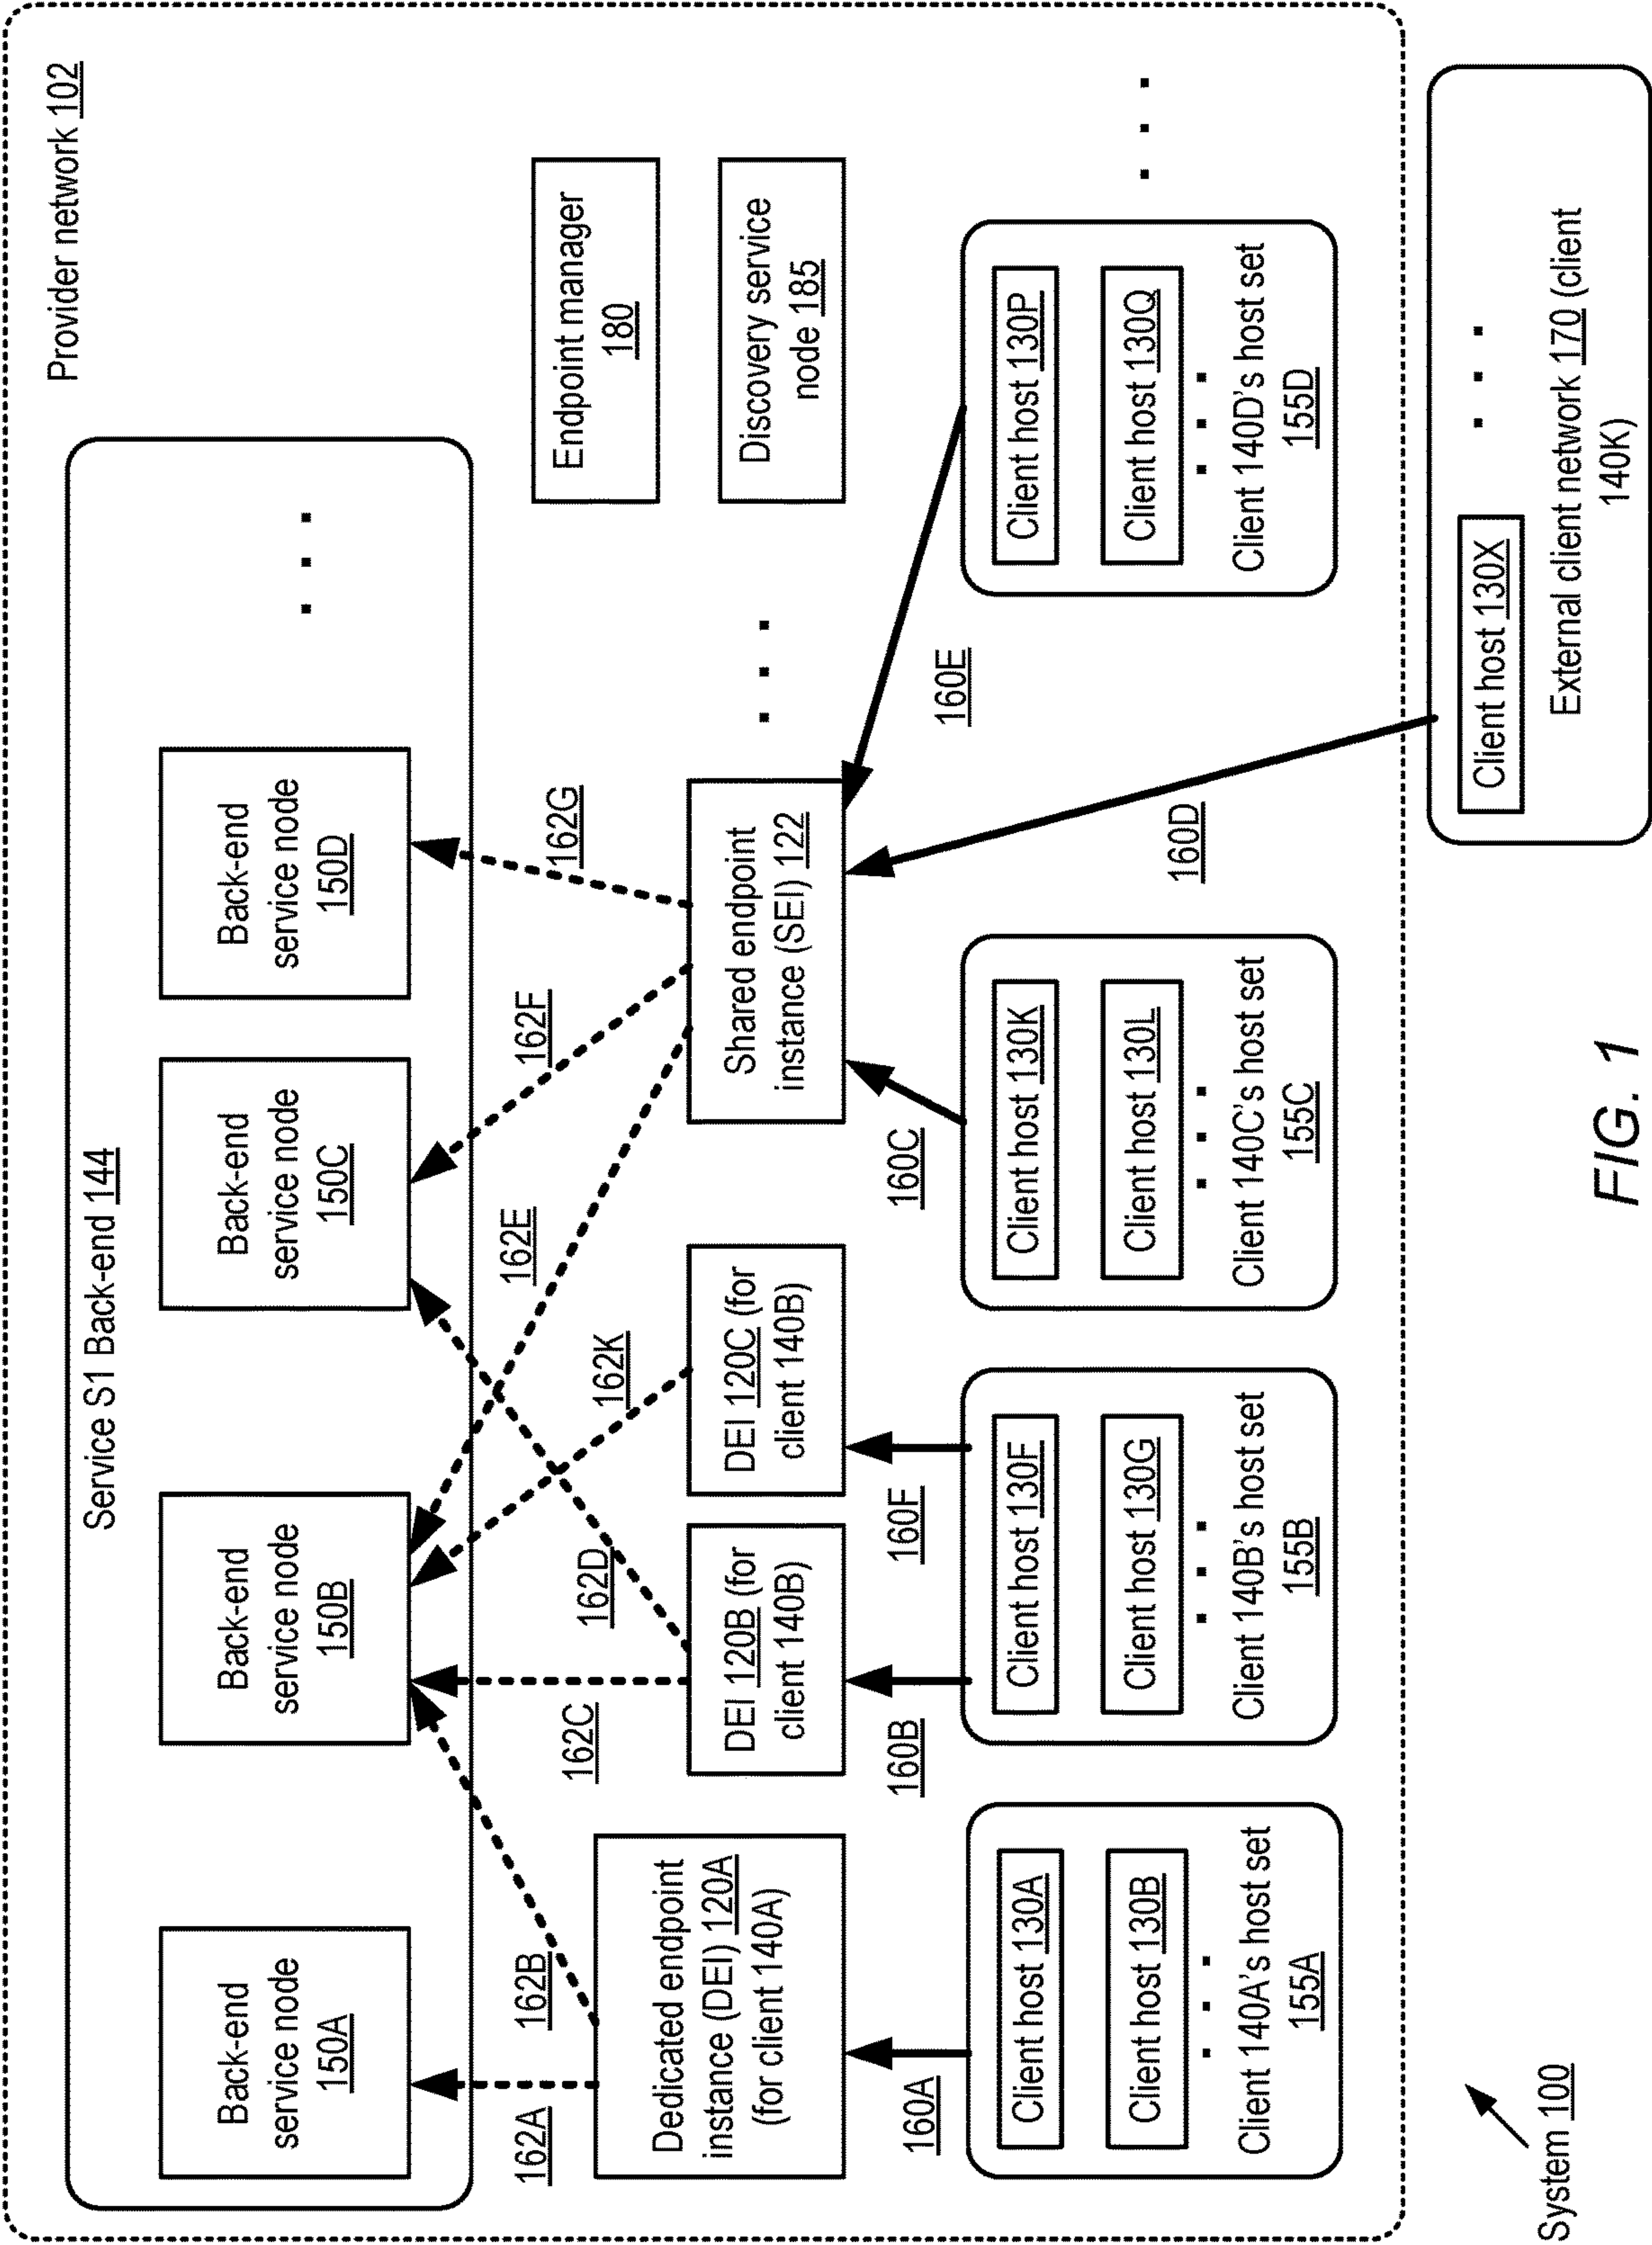 Provider network 102
Service S1 Back-end 144
Back-end
service node
150A
Back-end
service node
150B
Back-end
service node
150C
Back-end
service node
150D
. . .
162A
162B
162C
162D
162K
162E
162F
162G
Endpoint manager
180
Dedicated endpoint
instance (DEI) 120A
(for client 140A)
DEI 120B (for
client 140B)
DEI 120C (for
client 140B)
Shared endpoint
instance (SEI) 122
. . .
Discovery service
node 185
160A
160B
160F
160C
160D
160E
Client host 130A
Client host 130B
. . .
Client 140A's host set
155A
Client host 130F
Client host 130G
. . .
Client 140B's host set
155B
Client host 130K
Client host 130L
. . .
Client 140C's host set
155C
Client host 130P
Client host 130Q
. . .
Client 140D's host set
155D
. . .
Client host 130X
. . .
External client network 170 (client
140K)
System 100
FIG. 1